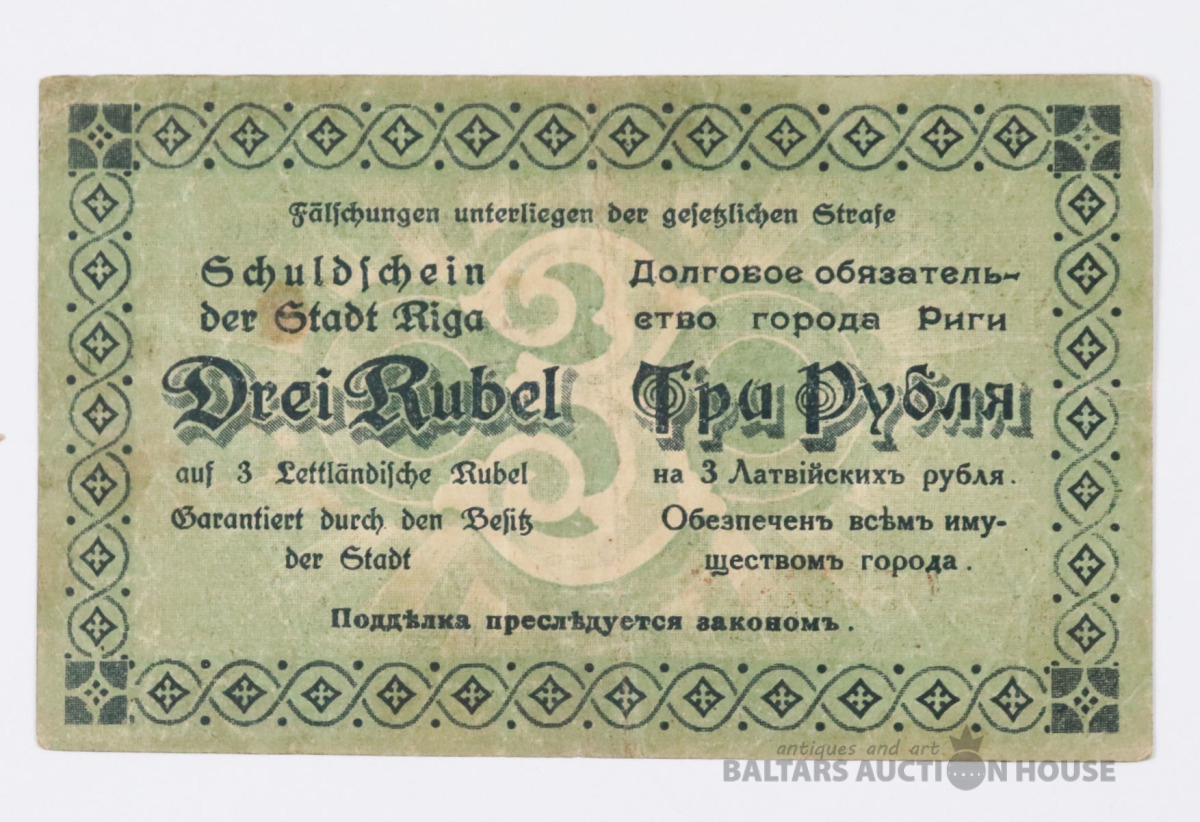 Fälschungen unterliegen der gesetzlichen Strafe
Schuldschein
der Stadt Riga
Drei Rubel
auf 3 Lettländische Rubel
Garantiert durch den Besitz
der Stadt
Долговое обязатель-
ство города Риги
Три Рубля
на 3 Латвійскихъ рубля.
Обезпеченъ всѣмъ иму-
ществомъ города.
3
Поддѣлка преслѣдуется закономъ.
antiques and art
BALTARS AUCTION HOUSE